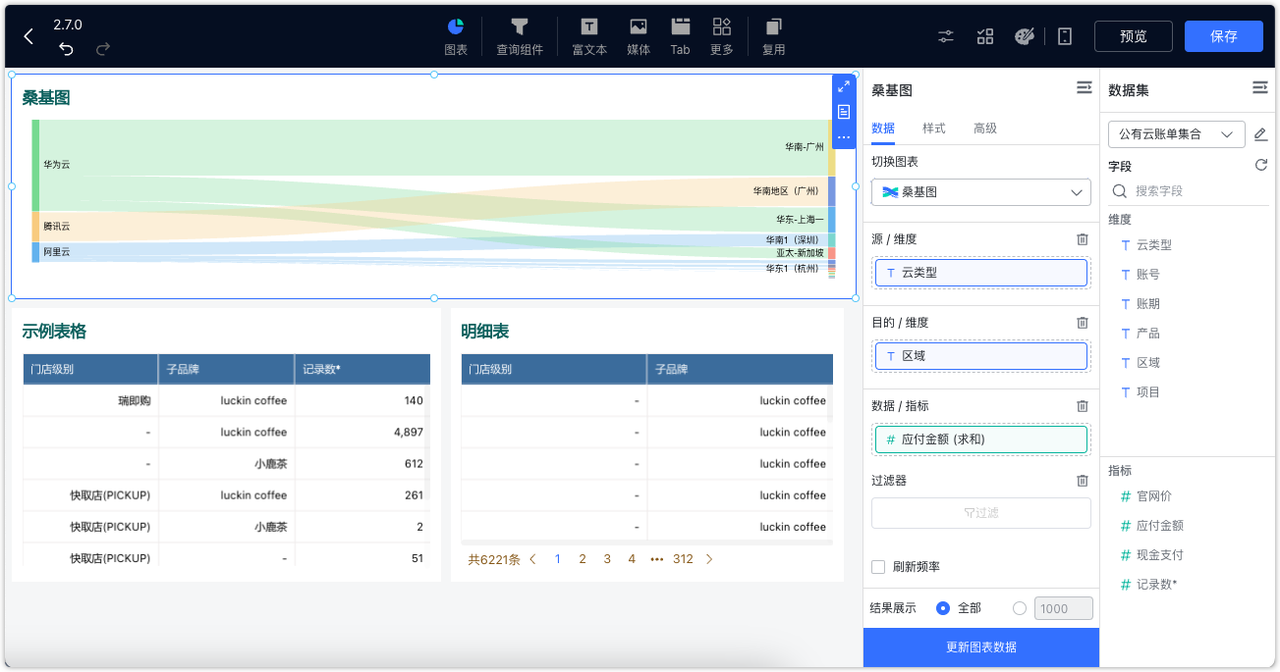 2.7.0
图表
查询组件
富文本
媒体
Tab
更多
复用
预览
保存
桑基图
华为云
腾讯云
阿里云
华南-广州
华南地区（广州）
华东-上海一
华南1（深圳）
亚太-新加坡
华东1（杭州）
示例表格
门店级别 子品牌 记录数*
瑞即购 luckin coffee 140
- luckin coffee 4,897
- 小鹿茶 612
快取店(PICKUP) luckin coffee 261
快取店(PICKUP) 小鹿茶 2
快取店(PICKUP) - 51
明细表
门店级别 子品牌
- luckin coffee
- luckin coffee
- luckin coffee
- luckin coffee
- luckin coffee
共6221条 1 2 3 4 ••• 312
桑基图
数据 样式 高级
切换图表
桑基图
源 / 维度
T 云类型
目的 / 维度
T 区域
数据 / 指标
# 应付金额 (求和)
过滤器
过滤
刷新频率
结果展示 全部 1000
更新图表数据
数据集
公有云账单集合
字段
搜索字段
维度
T 云类型
T 账号
T 账期
T 产品
T 区域
T 项目
指标
# 官网价
# 应付金额
# 现金支付
# 记录数*